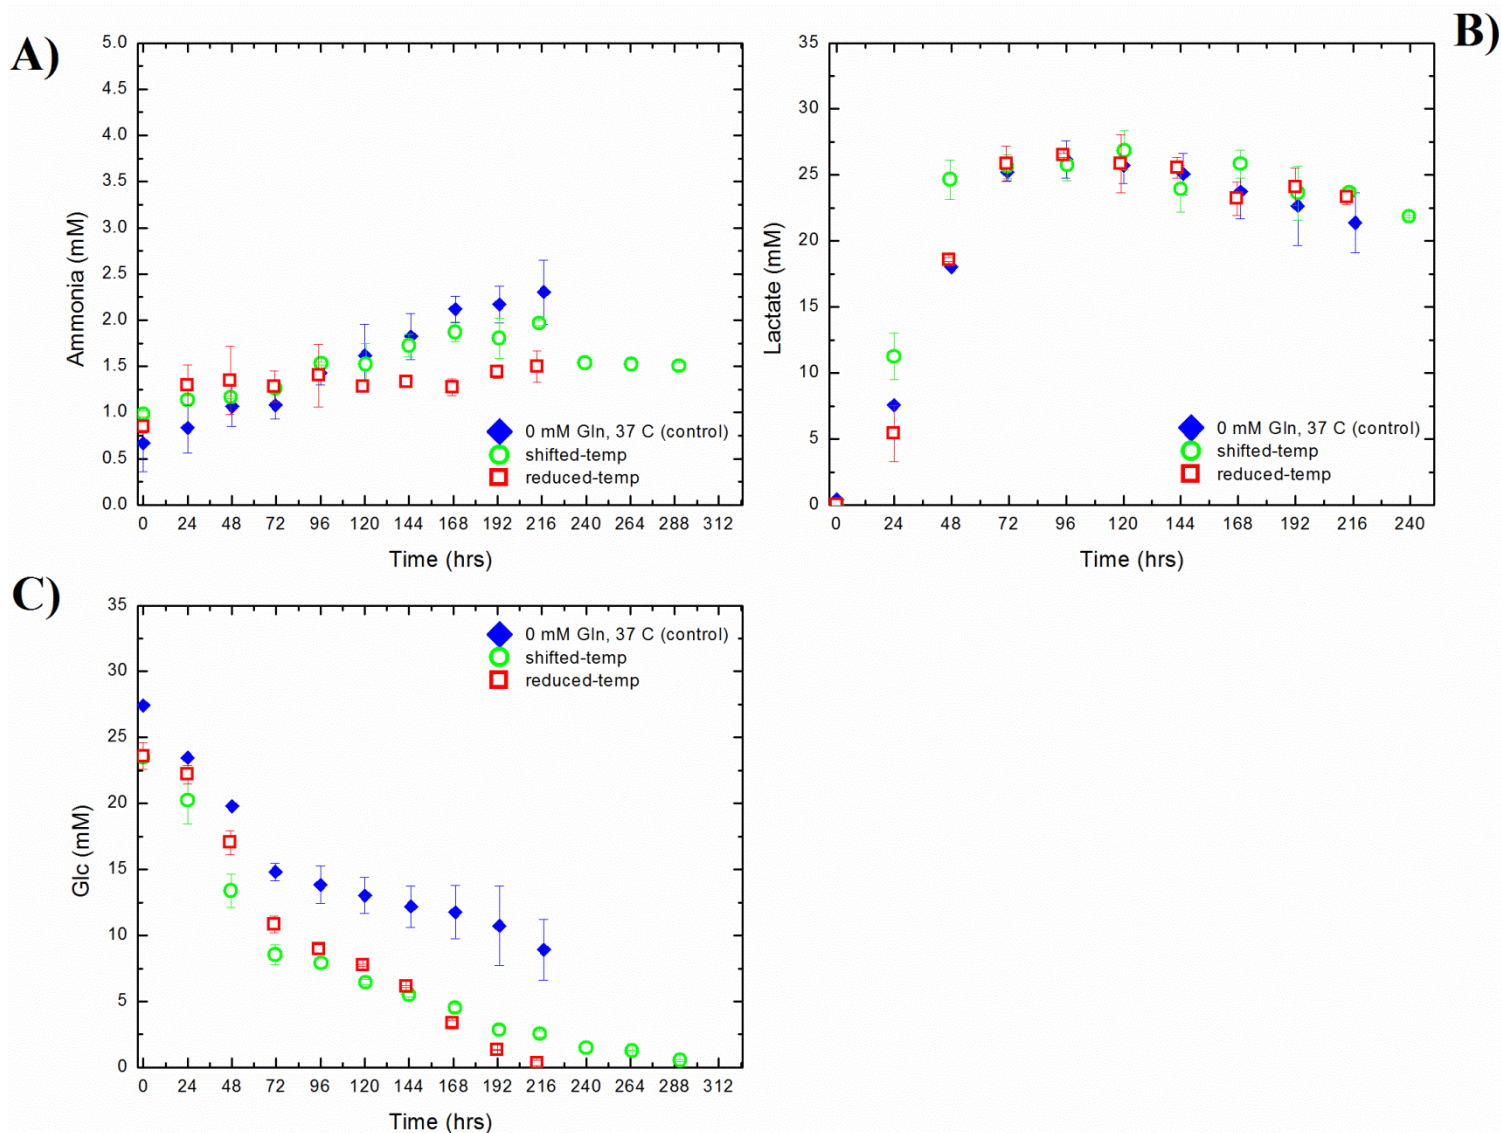 A)
5.0
4.5
4.0
3.5
3.0
2.5
2.0
1.5
1.0
0.5
0.0
Ammonia (mM)
0 mM Gln, 37 C (control)
shifted-temp
reduced-temp
0 24 48 72 96 120 144 168 192 216 240 264 288 312
Time (hrs)
B)
35
30
25
20
15
10
5
0
Lactate (mM)
0 mM Gln, 37 C (control)
shifted-temp
reduced-temp
0 24 48 72 96 120 144 168 192 216 240
Time (hrs)
C)
35
30
25
20
15
10
5
0
Glc (mM)
0 mM Gln, 37 C (control)
shifted-temp
reduced-temp
0 24 48 72 96 120 144 168 192 216 240 264 288 312
Time (hrs)